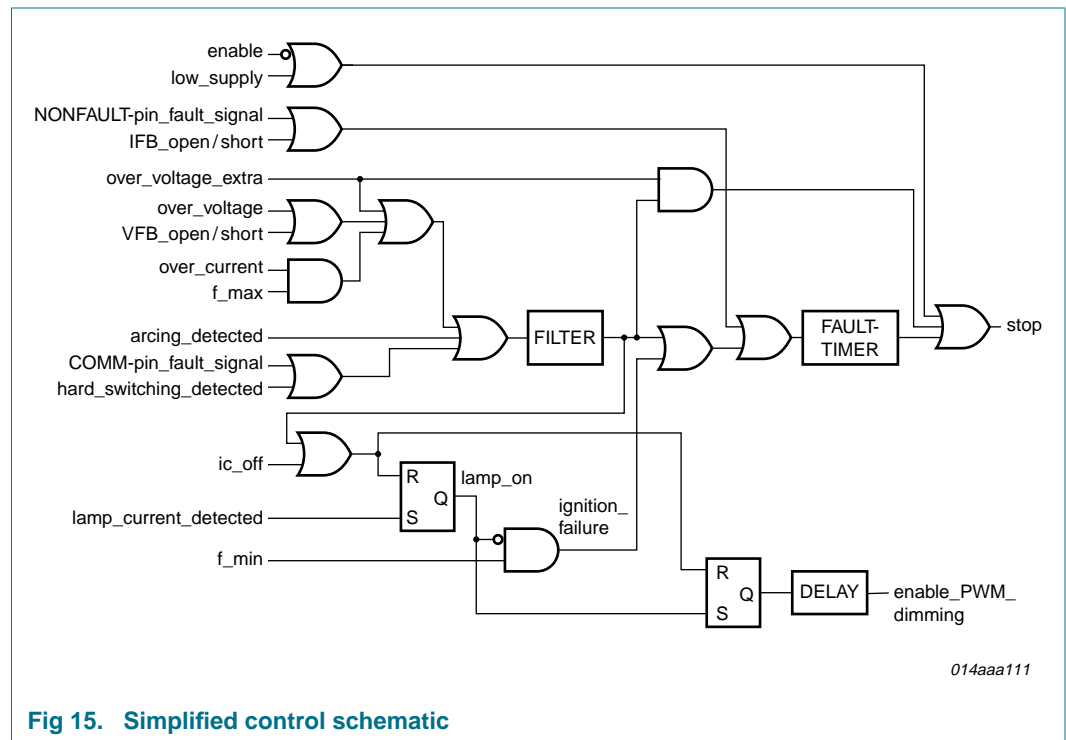 enable
low_supply
NONFAULT-pin_fault_signal
IFB_open/short
over_voltage_extra
over_voltage
VFB_open/short
over_current
f_max
arcing_detected
COMM-pin_fault_signal
hard_switching_detected
FILTER
FAULT-
TIMER
stop
ic_off
R
Q
S
lamp_on
lamp_current_detected
ignition_
failure
f_min
R
Q
S
DELAY
enable_PWM_
dimming
014aaa111
Fig 15. Simplified control schematic